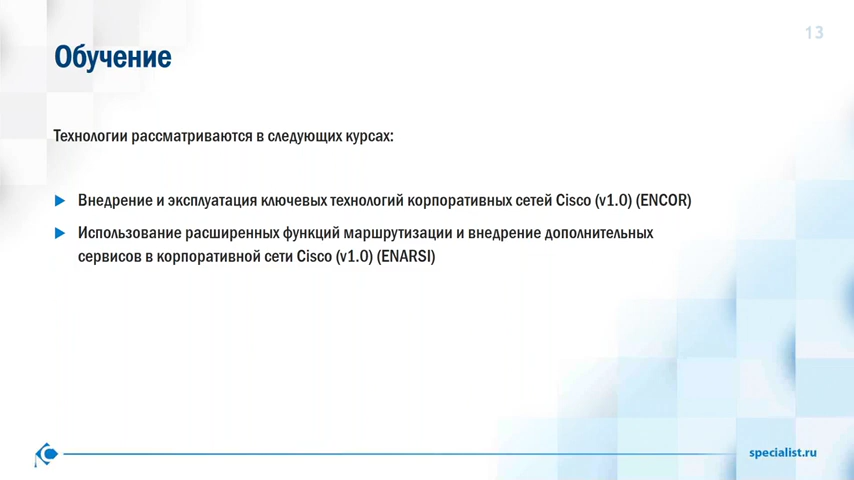 13
Обучение
Технологии рассматриваются в следующих курсах:
Внедрение и эксплуатация ключевых технологий корпоративных сетей Cisco (v1.0) (ENCOR)
Использование расширенных функций маршрутизации и внедрение дополнительных
сервисов в корпоративной сети Cisco (v1.0) (ENARSI)
specialist.ru